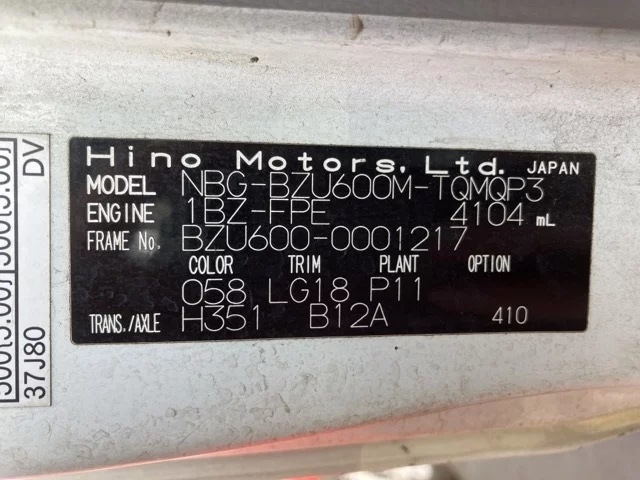 Hino Motors, Ltd. JAPAN
MODEL NBG-BZU600M-TQMQP3
ENGINE 1BZ-FPE 4104 mL
FRAME No. BZU600-0001217
COLOR TRIM PLANT OPTION
058 LG18 P11
TRANS./AXLE H351 B12A 410
DV
37J80